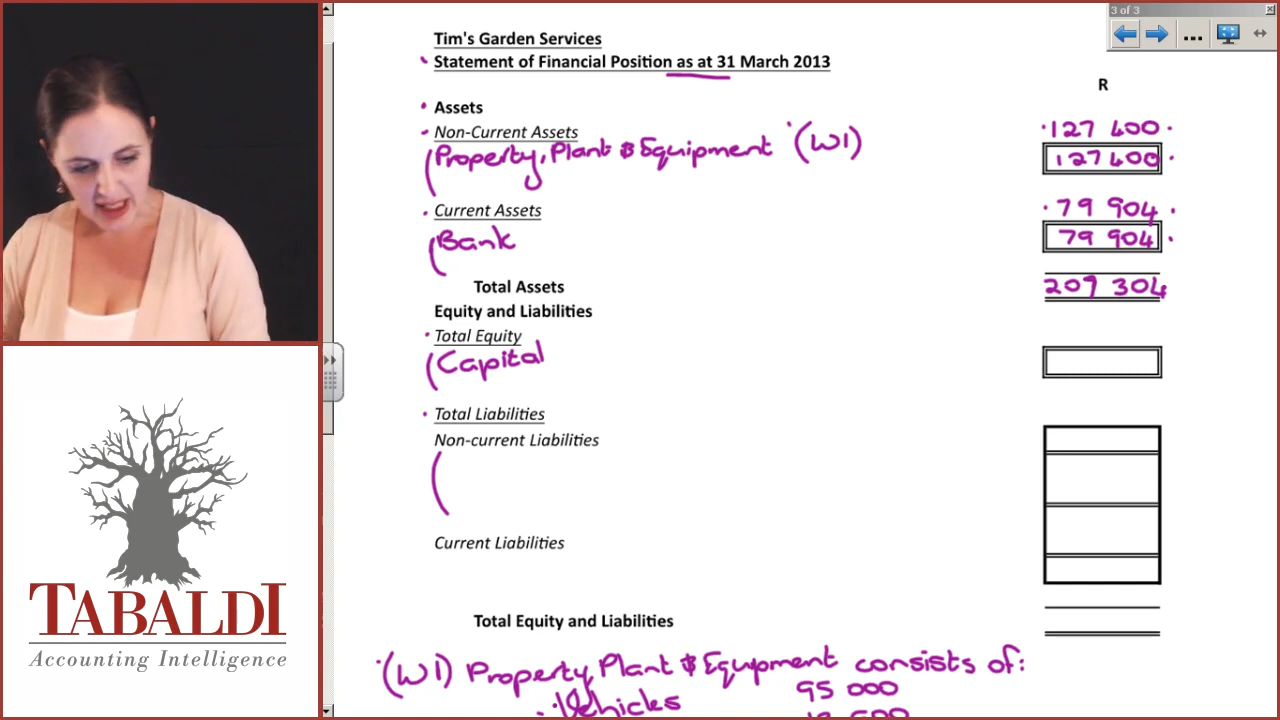 3 of 3
Tim's Garden Services
Statement of Financial Position as at 31 March 2013
R
Assets
Non-Current Assets
Property, Plant & Equipment (W1) 127 400
127 400
Current Assets 79 904
Bank 79 904
Total Assets 209 304
Equity and Liabilities
Total Equity
Capital
Total Liabilities
Non-current Liabilities
Current Liabilities
Total Equity and Liabilities
(W1) Property Plant & Equipment consists of:
Vehicles 95 000
TABALDI
Accounting Intelligence